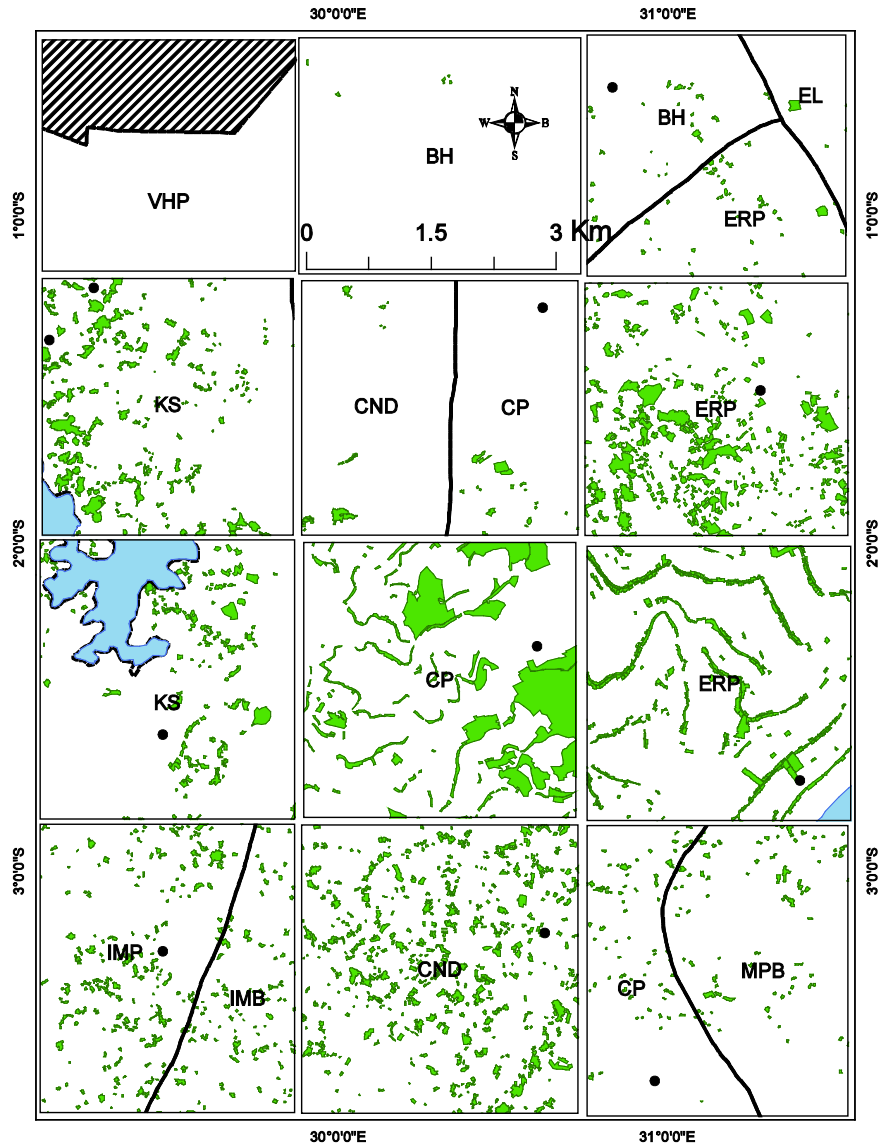 30°0'0"E 31°0'0"E
1°0'0"S 1°0'0"S
VHP
BH
N
W B
S
0 1.5 3 Km
BH EL
ERP
KS
CND CP
ERP
2°0'0"S 2°0'0"S
KS
CP
ERP
3°0'0"S 3°0'0"S
IMP
IMB
CND
CP MPB
30°0'0"E 31°0'0"E